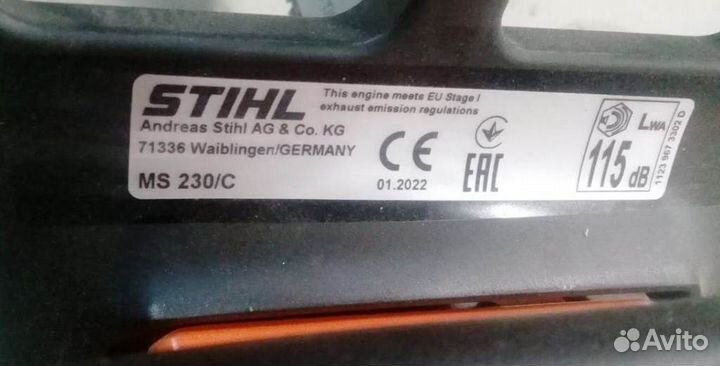 STIHL
This engine meets EU Stage I
exhaust emission regulations
Andreas Stihl AG & Co. KG
71336 Waiblingen/GERMANY
MS 230/C
CE
01.2022
EAC
LWA
115 dB
1123 967 3302 D
Avito